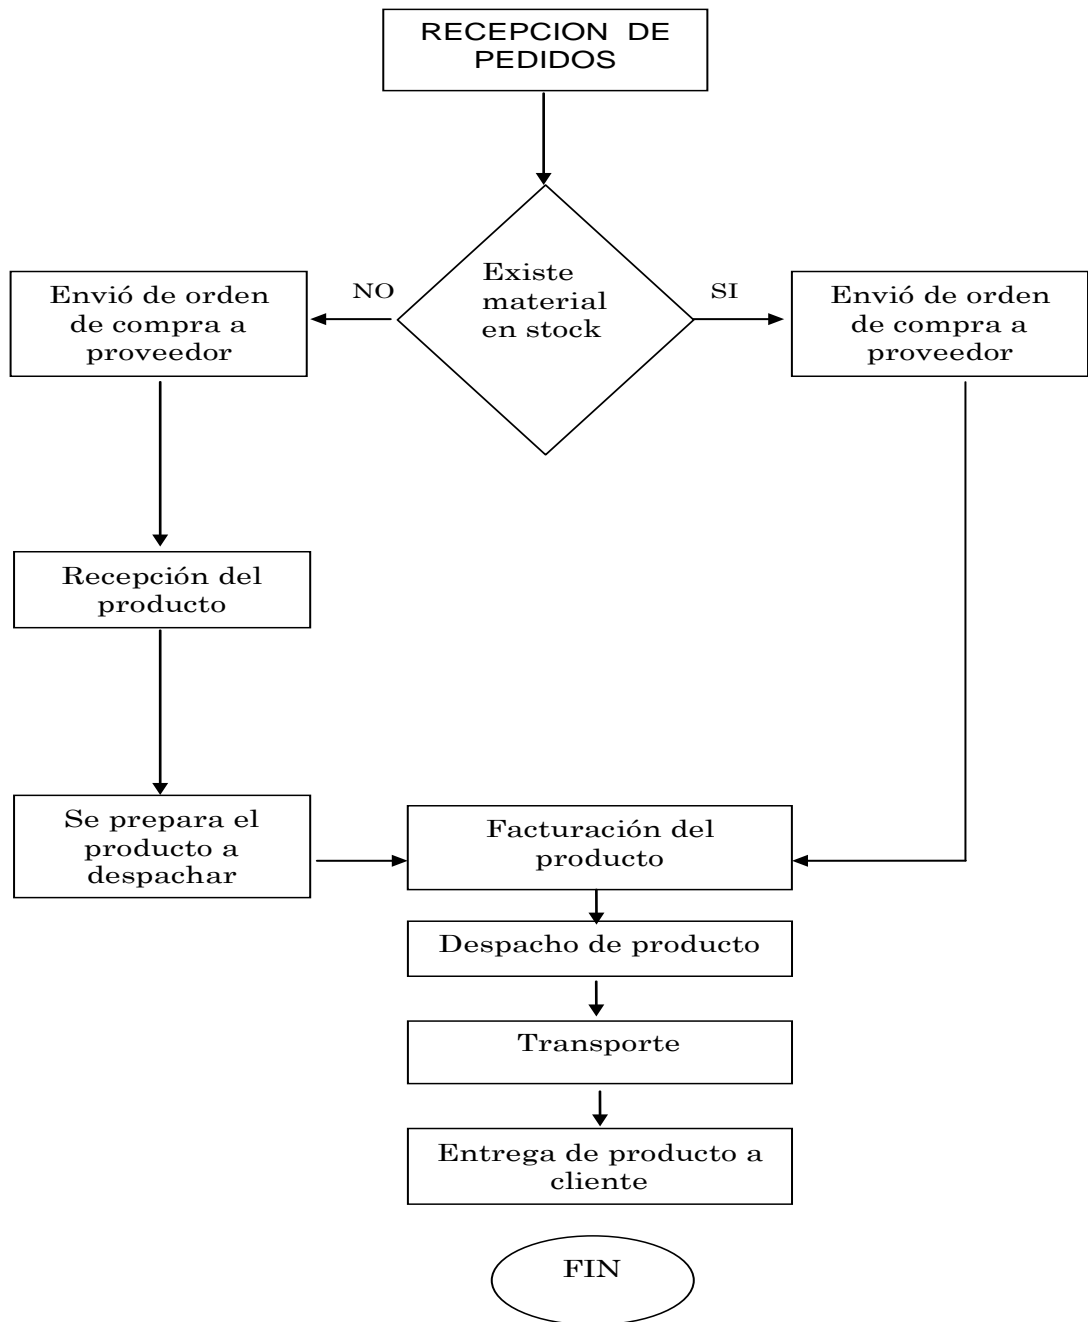 RECEPCION DE
PEDIDOS
Existe
material
en stock
NO
SI
Envió de orden
de compra a
proveedor
Envió de orden
de compra a
proveedor
Recepción del
producto
Se prepara el
producto a
despachar
Facturación del
producto
Despacho de producto
Transporte
Entrega de producto a
cliente
FIN